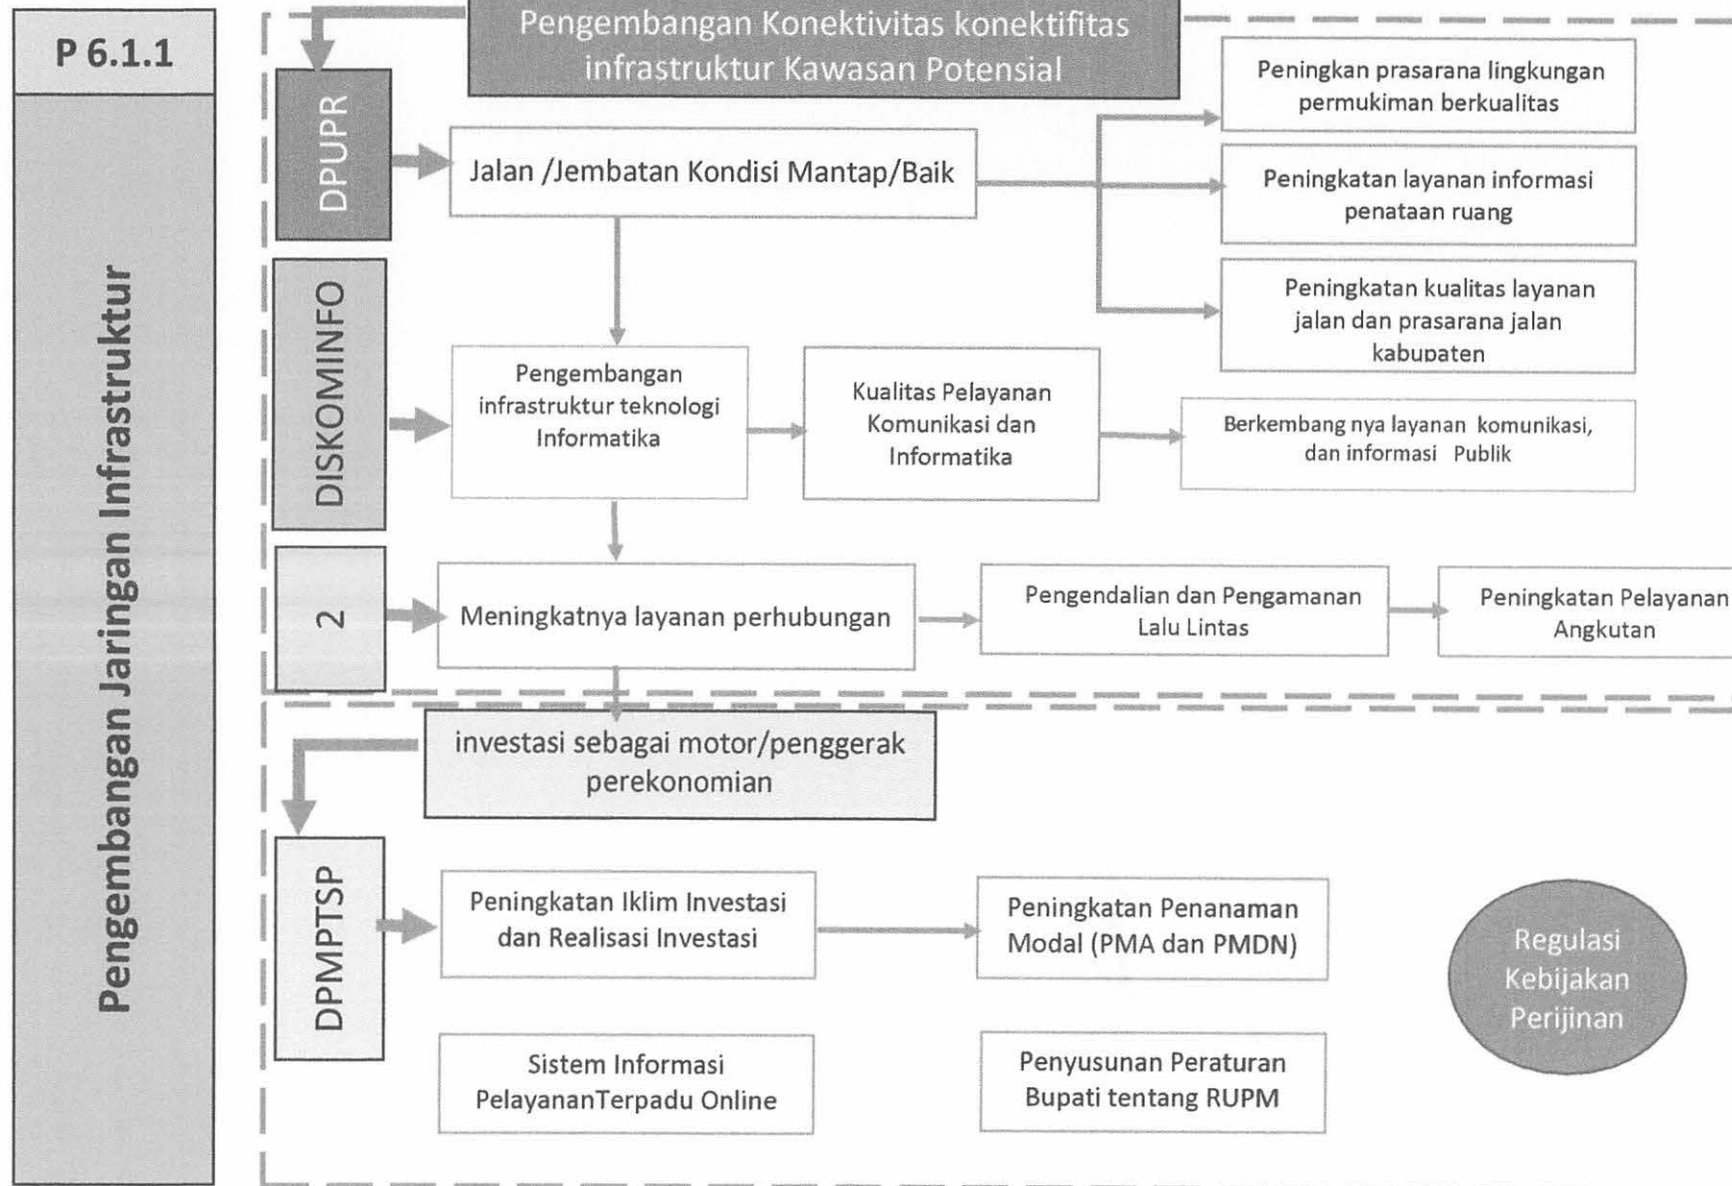 P 6.1.1
Pengembangan Jaringan Infrastruktur
Pengembangan Konektivitas konektifitas
infrastruktur Kawasan Potensial
DPUPR
Jalan /Jembatan Kondisi Mantap/Baik
Peningkan prasarana lingkungan
permukiman berkualitas
Peningkatan layanan informasi
penataan ruang
Peningkatan kualitas layanan
jalan dan prasarana jalan
kabupaten
DISKOMINFO
Pengembangan
infrastruktur teknologi
Informatika
Kualitas Pelayanan
Komunikasi dan
Informatika
Berkembang nya layanan komunikasi,
dan informasi Publik
2
Meningkatnya layanan perhubungan
Pengendalian dan Pengamanan
Lalu Lintas
Peningkatan Pelayanan
Angkutan
investasi sebagai motor/penggerak
perekonomian
DPMPTSP
Peningkatan Iklim Investasi
dan Realisasi Investasi
Peningkatan Penanaman
Modal (PMA dan PMDN)
Regulasi
Kebijakan
Perijinan
Sistem Informasi
PelayananTerpadu Online
Penyusunan Peraturan
Bupati tentang RUPM